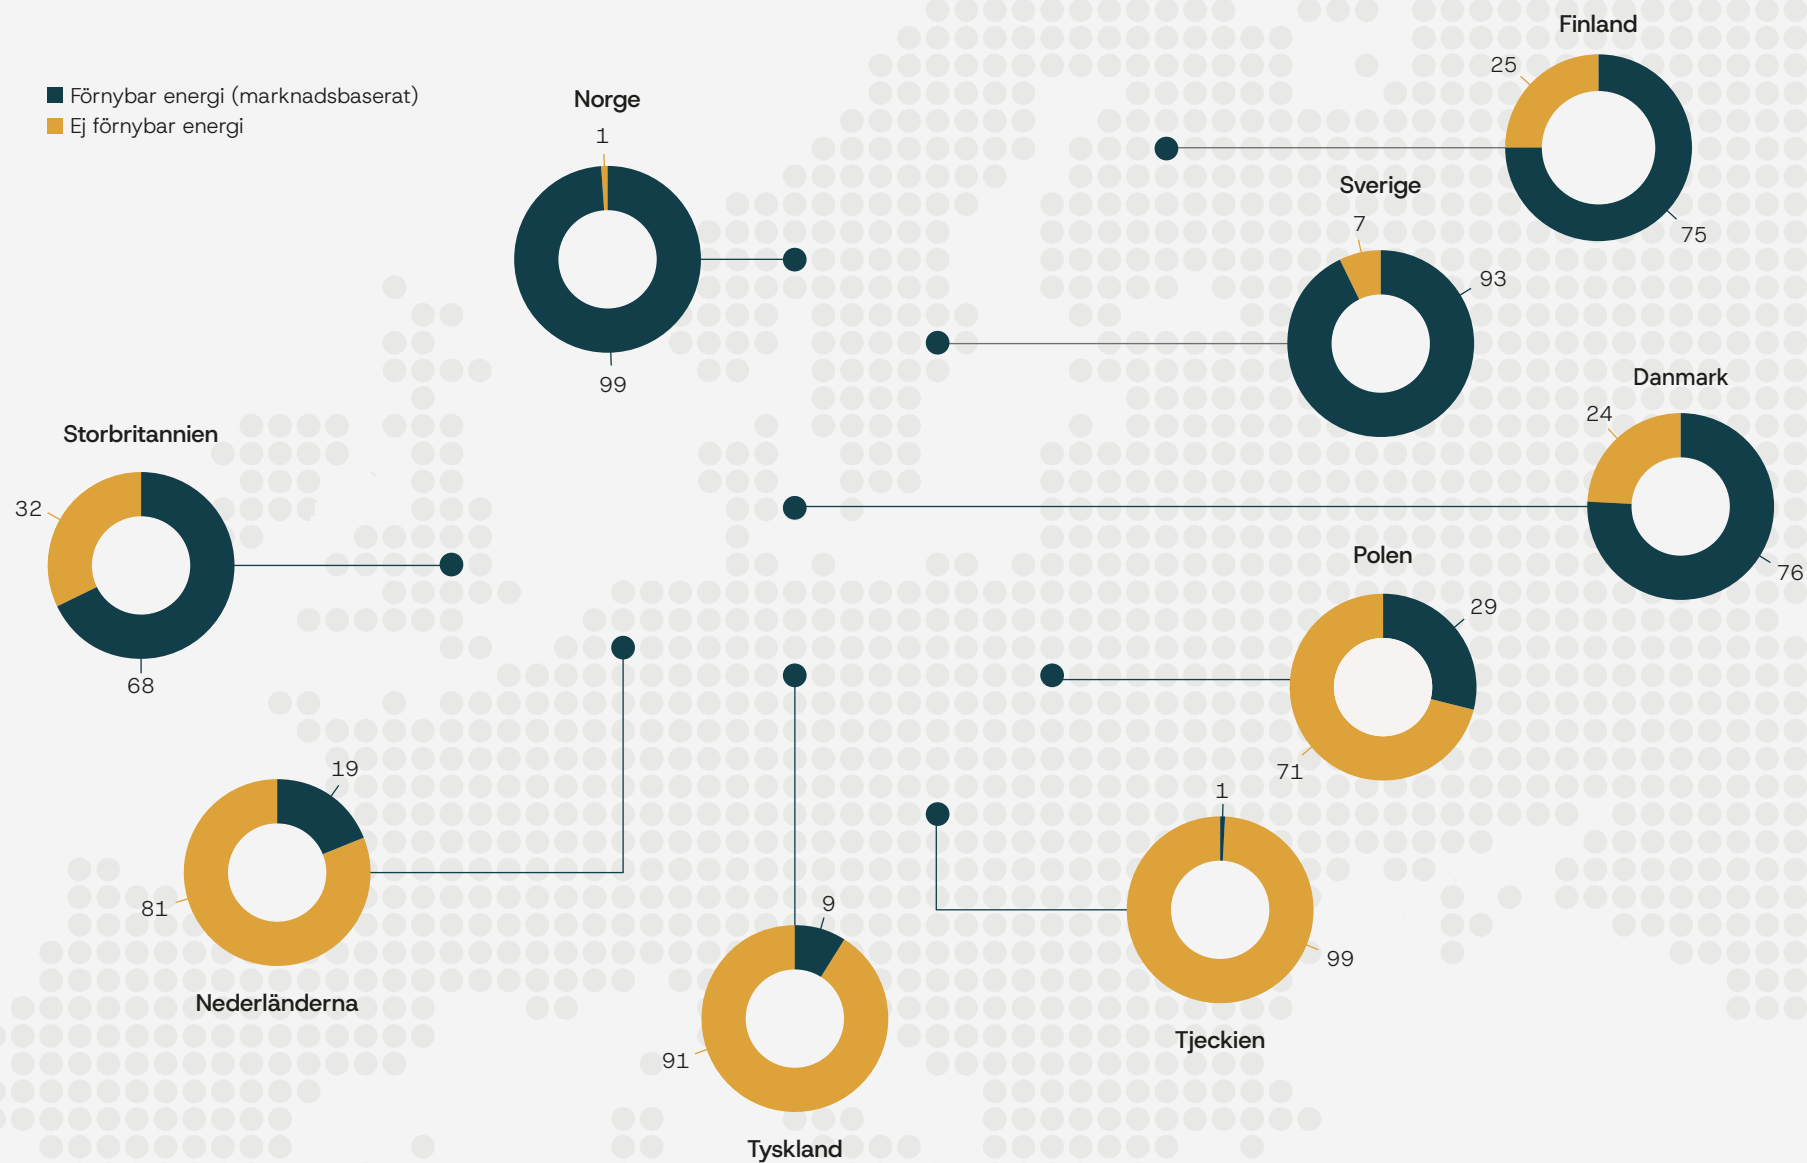 Förnybar energi (marknadsbaserat)
Ej förnybar energi
Norge
1
99
Finland
25
75
Sverige
7
93
Danmark
24
76
Storbritannien
32
68
Polen
29
71
Nederländerna
19
81
Tyskland
9
91
Tjeckien
1
99